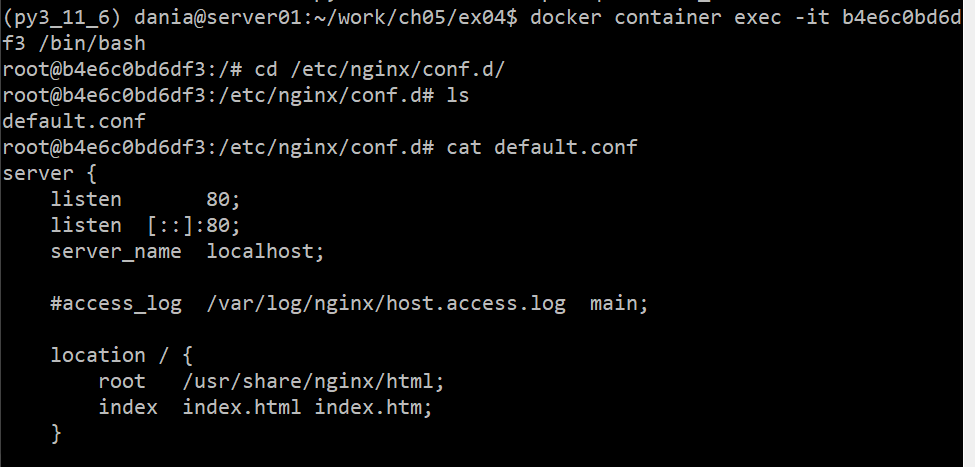 (py3_11_6) dania@server01:~/work/ch05/ex04$ docker container exec -it b4e6c0bd6d
f3 /bin/bash
root@b4e6c0bd6df3:/# cd /etc/nginx/conf.d/
root@b4e6c0bd6df3:/etc/nginx/conf.d# ls
default.conf
root@b4e6c0bd6df3:/etc/nginx/conf.d# cat default.conf
server {
    listen       80;
    listen  [::]:80;
    server_name  localhost;

    #access_log  /var/log/nginx/host.access.log  main;

    location / {
        root   /usr/share/nginx/html;
        index  index.html index.htm;
    }